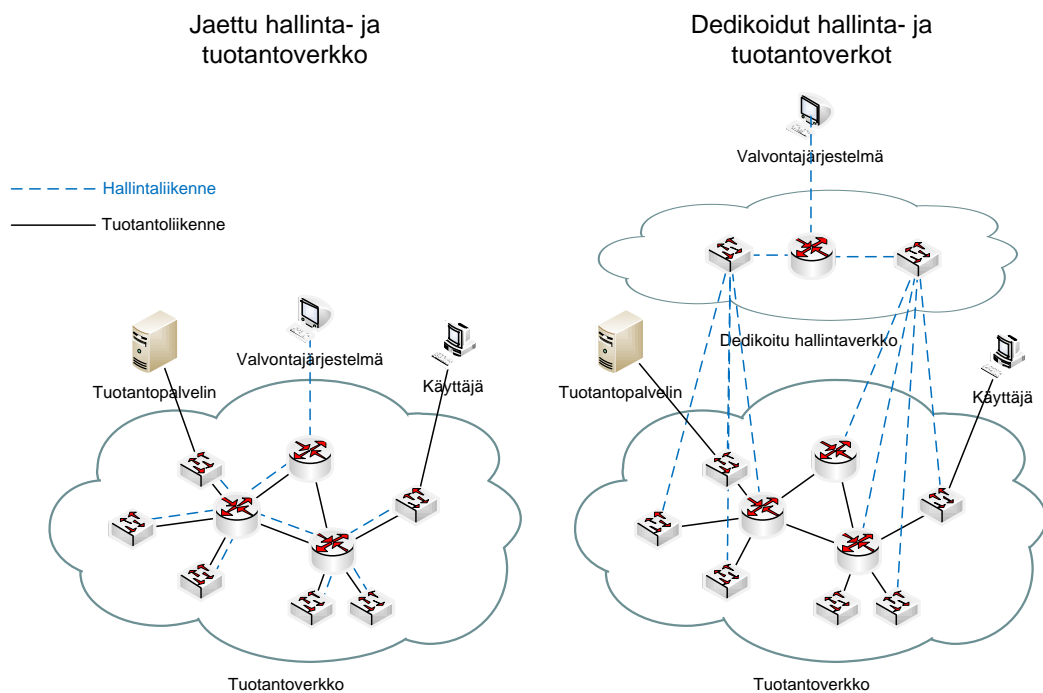 Jaettu hallinta- ja
tuotantoverkko
Dedikoidut hallinta- ja
tuotantoverkot
Hallintaliikenne
Tuotantoliikenne
Valvontajärjestelmä
Tuotantopalvelin
Käyttäjä
Tuotantoverkko
Valvontajärjestelmä
Dedikoitu hallintaverkko
Tuotantopalvelin
Käyttäjä
Tuotantoverkko